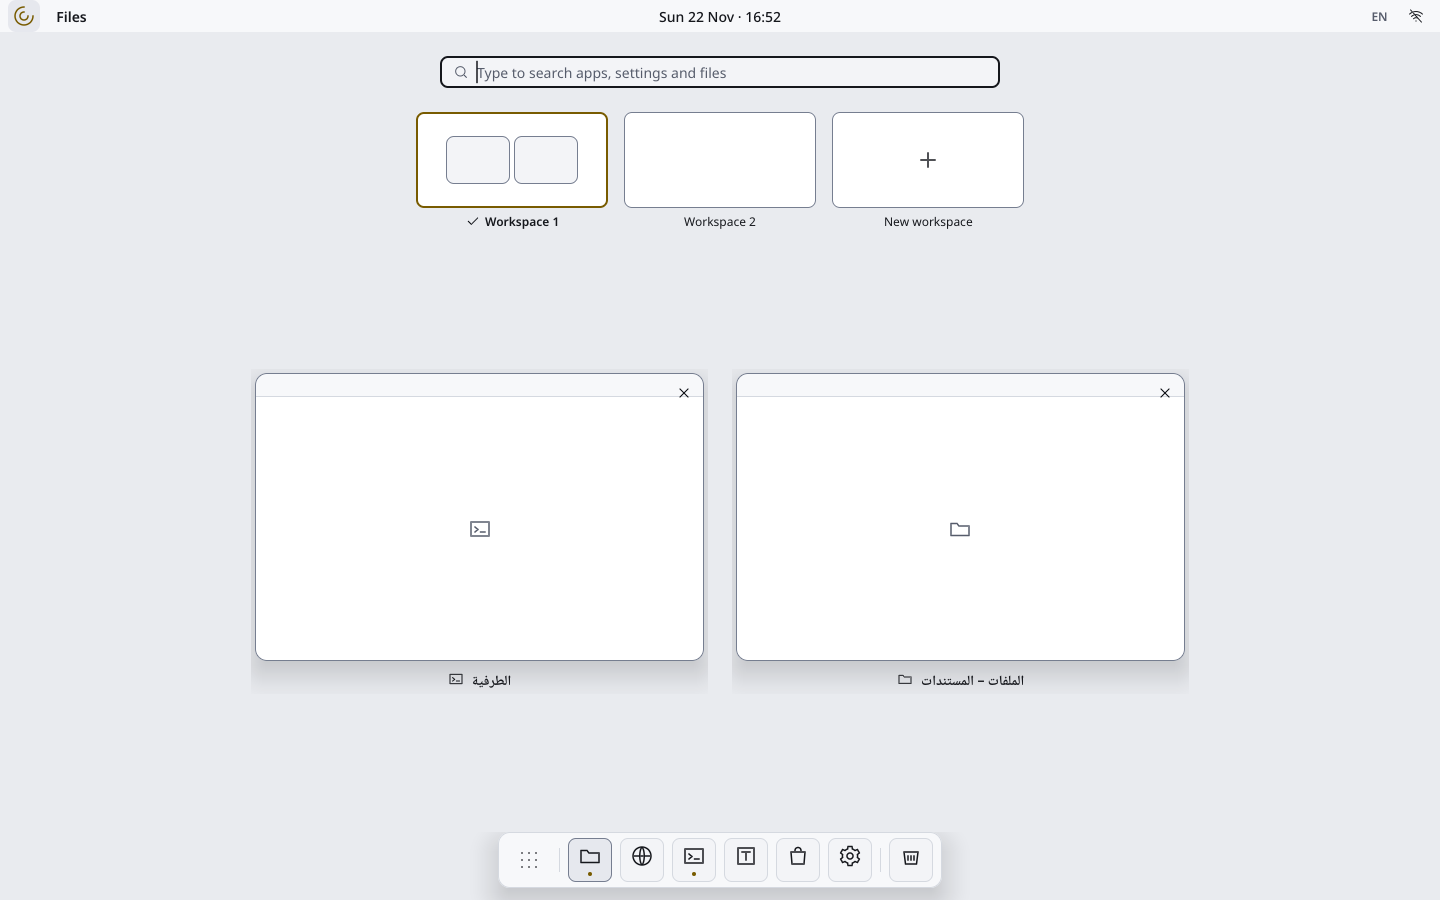 Files
Sun 22 Nov · 16:52
EN
Type to search apps, settings and files
Workspace 1
Workspace 2
New workspace
الطرفية
الملفات – المستندات